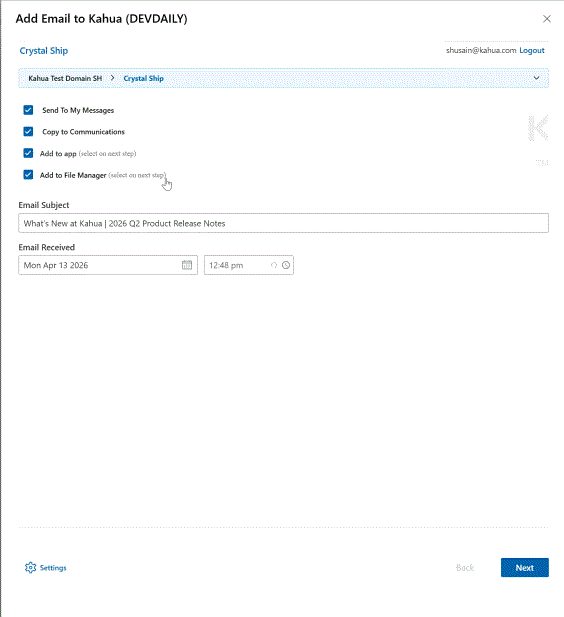 Add Email to Kahua (DEVDAILY)
Crystal Ship
shusain@kahua.com Logout
Kahua Test Domain SH > Crystal Ship
Send To My Messages
Copy to Communications
Add to app (select on next step)
Add to File Manager (select on next step)
K
TM
Email Subject
What's New at Kahua | 2026 Q2 Product Release Notes
Email Received
Mon Apr 13 2026
12:48 pm
Settings
Back
Next